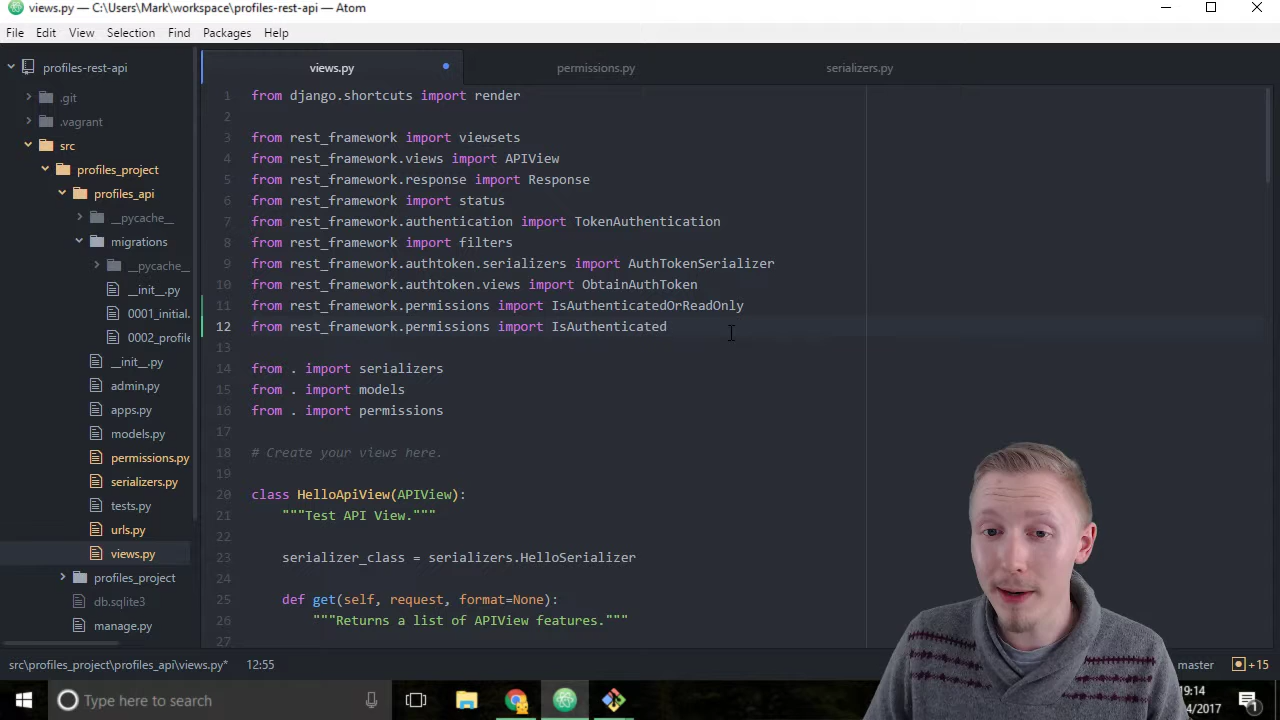 views.py — C:\Users\Mark\workspace\profiles-rest-api — Atom
File Edit View Selection Find Packages Help
profiles-rest-api
.git
.vagrant
src
profiles_project
profiles_api
__pycache__
migrations
__pycache__
__init__.py
0001_initial.
0002_profile
__init__.py
admin.py
apps.py
models.py
permissions.py
serializers.py
tests.py
urls.py
views.py
profiles_project
db.sqlite3
manage.py
views.py permissions.py serializers.py
1 from django.shortcuts import render
2
3 from rest_framework import viewsets
4 from rest_framework.views import APIView
5 from rest_framework.response import Response
6 from rest_framework import status
7 from rest_framework.authentication import TokenAuthentication
8 from rest_framework import filters
9 from rest_framework.authtoken.serializers import AuthTokenSerializer
10 from rest_framework.authtoken.views import ObtainAuthToken
11 from rest_framework.permissions import IsAuthenticatedOrReadOnly
12 from rest_framework.permissions import IsAuthenticated
13
14 from . import serializers
15 from . import models
16 from . import permissions
17
18 # Create your views here.
19
20 class HelloApiView(APIView):
21 """Test API View."""
22
23 serializer_class = serializers.HelloSerializer
24
25 def get(self, request, format=None):
26 """Returns a list of APIView features."""
27
src\profiles_project\profiles_api\views.py* 12:55 master +15
Type here to search
19:14
4/2017
1